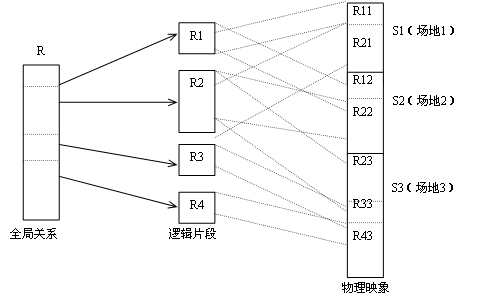 R
全局关系
R1
R2
R3
R4
逻辑片段
R11
R21
R12
R22
R23
R33
R43
物理映象
S1（场地1）
S2（场地2）
S3（场地3）